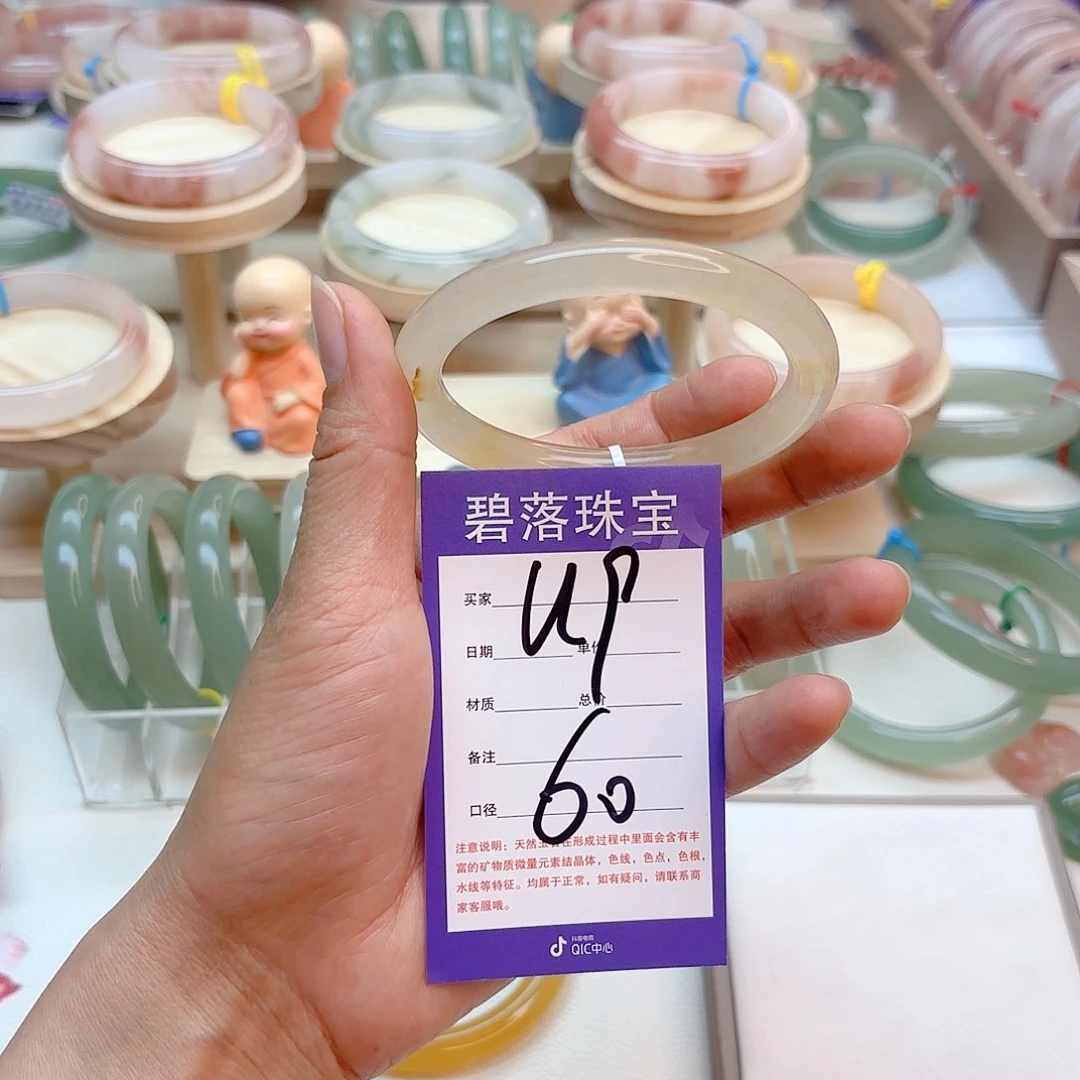 碧落珠宝
买家
日期 单价
材质 总价
备注
口径 60
注意说明：天然玉石在形成过程中里面会含有丰
富的矿物质微量元素结晶体，色线，色点，色根，
水线等特征。均属于正常，如有疑问，请联系商
家客服哦。
抖音电商
QIC中心